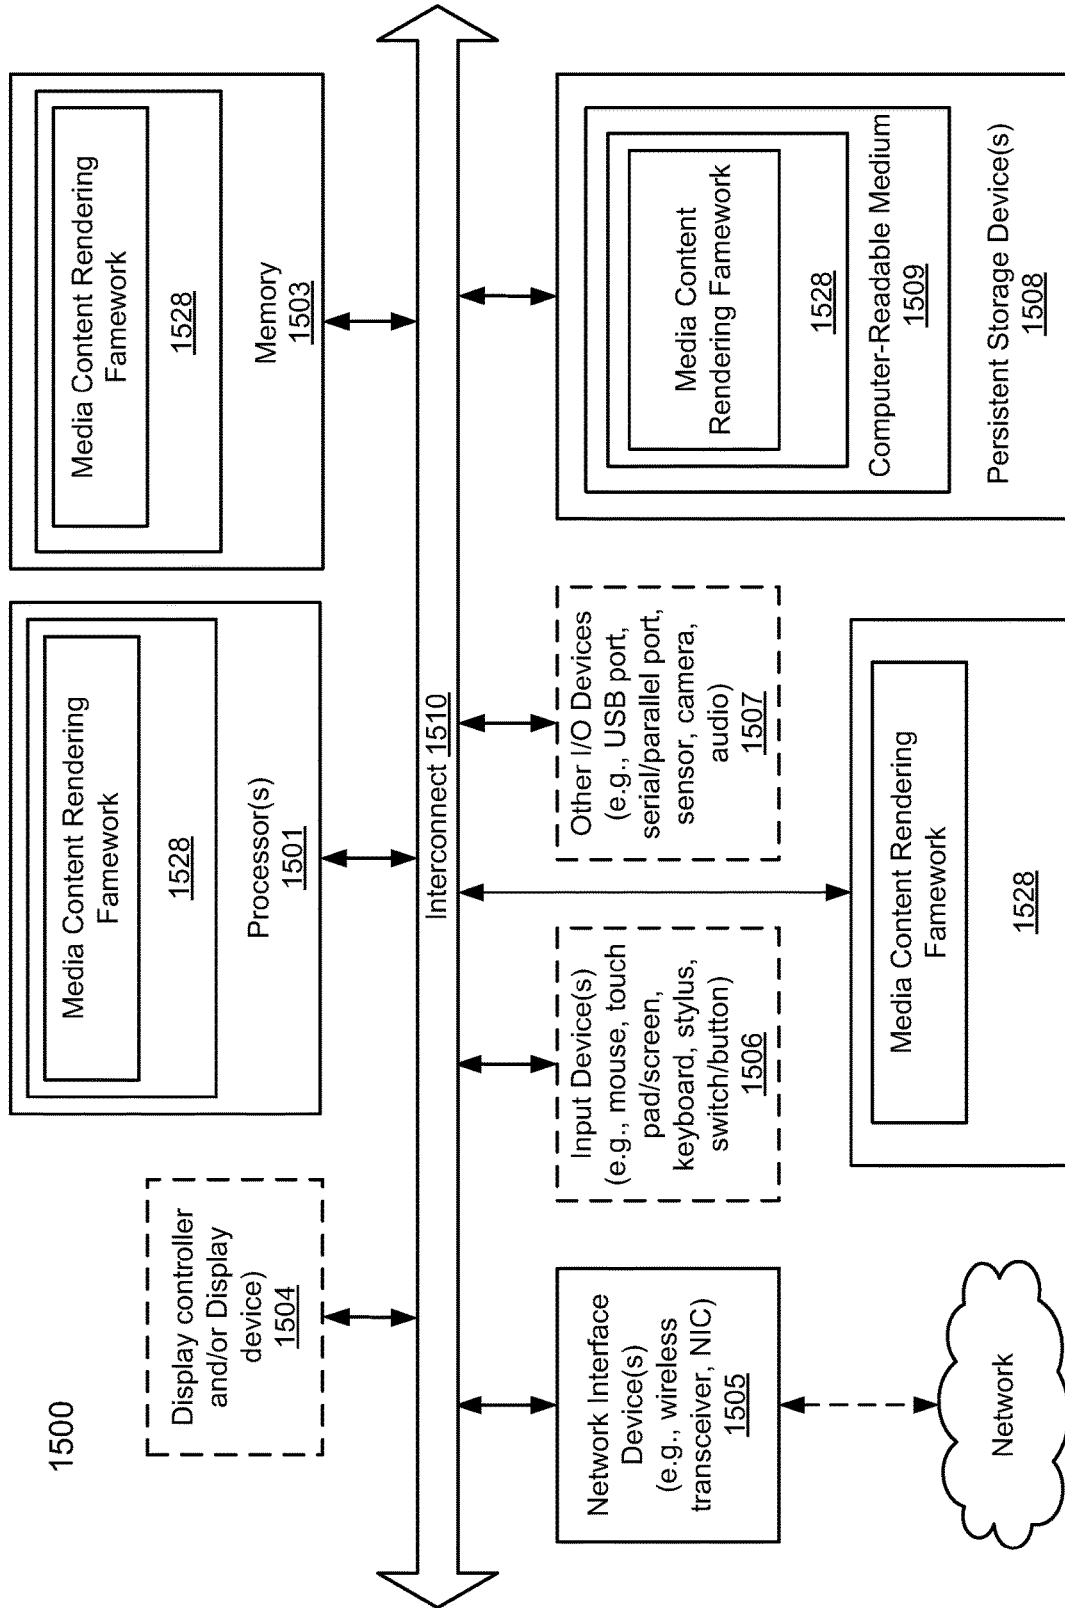 1500
Display controller
and/or Display
device)
1504
Media Content Rendering
Famework
1528
Processor(s)
1501
Media Content Rendering
Famework
1528
Memory
1503
Interconnect 1510
Network Interface
Device(s)
(e.g., wireless
transceiver, NIC)
1505
Input Device(s)
(e.g., mouse, touch
pad/screen,
keyboard, stylus,
switch/button)
1506
Other I/O Devices
(e.g., USB port,
serial/parallel port,
sensor, camera,
audio)
1507
Media Content
Rendering Framework
1528
Computer-Readable Medium
1509
Persistent Storage Device(s)
1508
Network
Media Content Rendering
Famework
1528